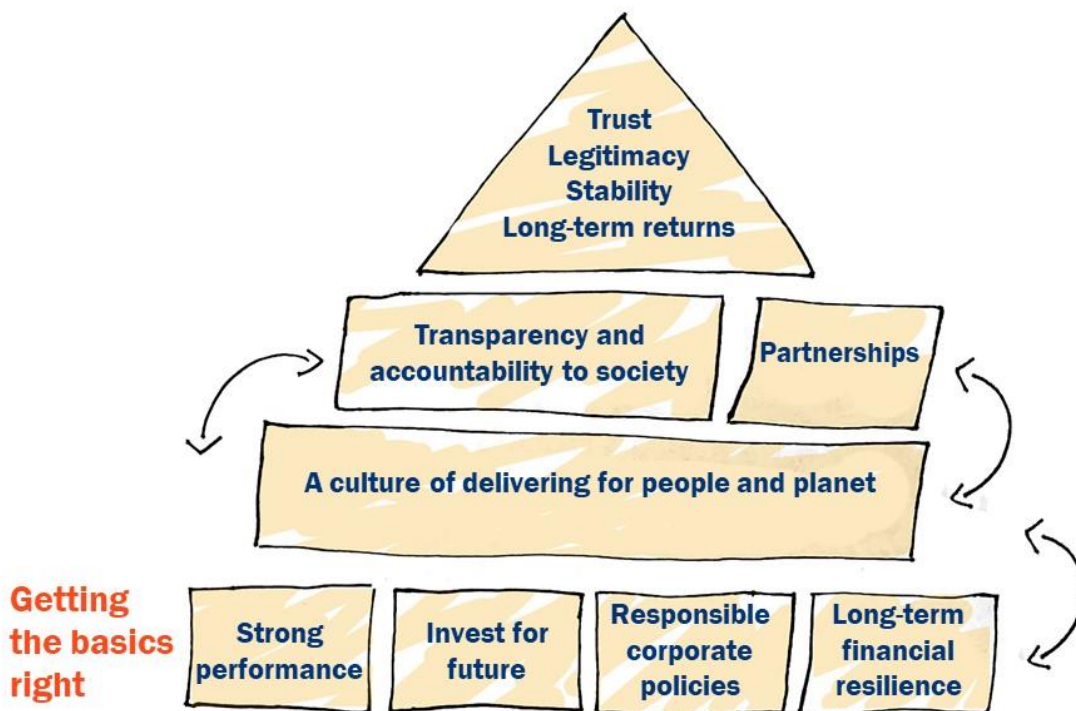 Trust
Legitimacy
Stability
Long-term returns
Transparency and
accountability to society
Partnerships
A culture of delivering for people and planet
Getting
the basics
right
Strong
performance
Invest for
future
Responsible
corporate
policies
Long-term
financial
resilience